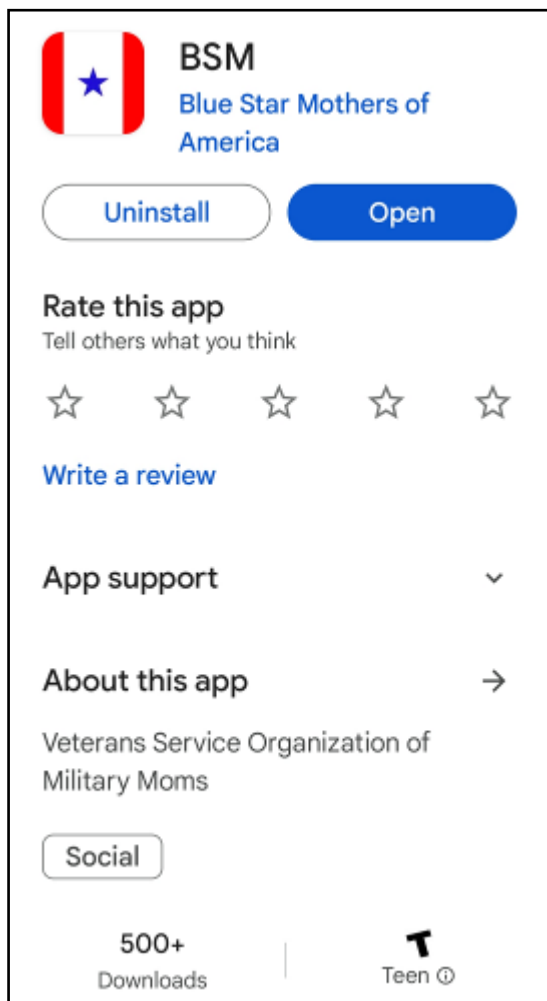 BSM
Blue Star Mothers of
America
Uninstall
Open
Rate this app
Tell others what you think
Write a review
App support
About this app
Veterans Service Organization of
Military Moms
Social
500+
Downloads
T
Teen